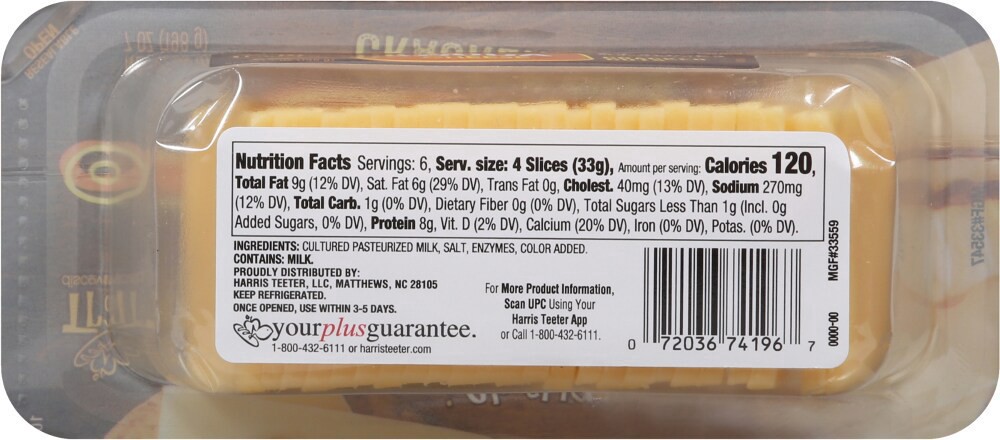 Nutrition Facts Servings: 6, Serv. size: 4 Slices (33g), Amount per serving: Calories 120,
Total Fat 9g (12% DV), Sat. Fat 6g (29% DV), Trans Fat 0g, Cholest. 40mg (13% DV), Sodium 270mg
(12% DV), Total Carb. 1g (0% DV), Dietary Fiber 0g (0% DV), Total Sugars Less Than 1g (Incl. 0g
Added Sugars, 0% DV), Protein 8g, Vit. D (2% DV), Calcium (20% DV), Iron (0% DV), Potas. (0% DV).
INGREDIENTS: CULTURED PASTEURIZED MILK, SALT, ENZYMES, COLOR ADDED.
CONTAINS: MILK.
PROUDLY DISTRIBUTED BY:
HARRIS TEETER, LLC, MATTHEWS, NC 28105
KEEP REFRIGERATED.
ONCE OPENED, USE WITHIN 3-5 DAYS.
yourplusguarantee.
1-800-432-6111 or harristeeter.com
For More Product Information,
Scan UPC Using Your
Harris Teeter App
or Call 1-800-432-6111.
0 72036 74196 7
0000-00 MGF#33559
MGF#33547